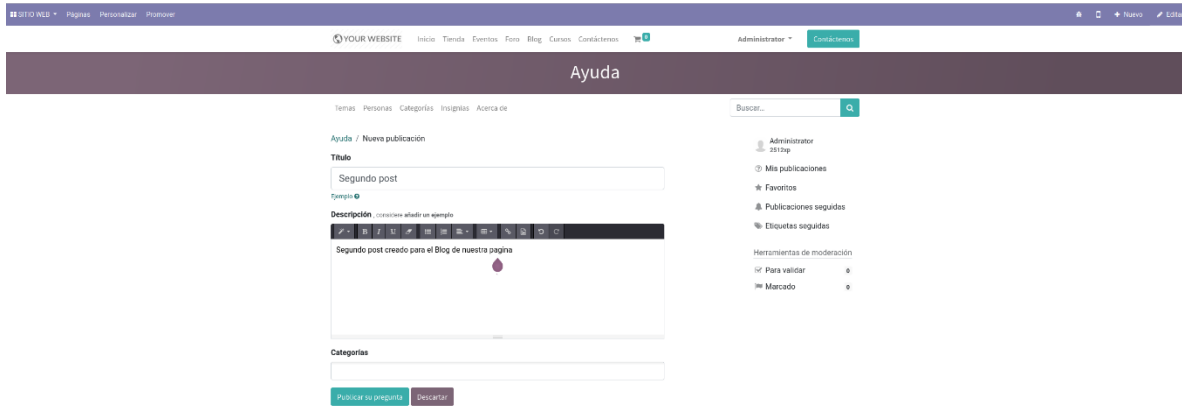 SITIO WEB Páginas Personalizar Promover + Nuevo Edita
YOUR WEBSITE Inicio Tienda Eventos Foro Blog Cursos Contáctenos 0 Administrator Contáctenos
Ayuda
Temas Personas Categorías Insignias Acerca de Buscar...
Ayuda / Nueva publicación
Título
Segundo post
Ejemplo
Descripción , considere añadir un ejemplo
B I U
Segundo post creado para el Blog de nuestra pagina
Categorías
Publicar su pregunta Descartar
Administrator
2512xp
Mis publicaciones
Favoritos
Publicaciones seguidas
Etiquetas seguidas
Herramientas de moderación
Para validar 0
Marcado 0